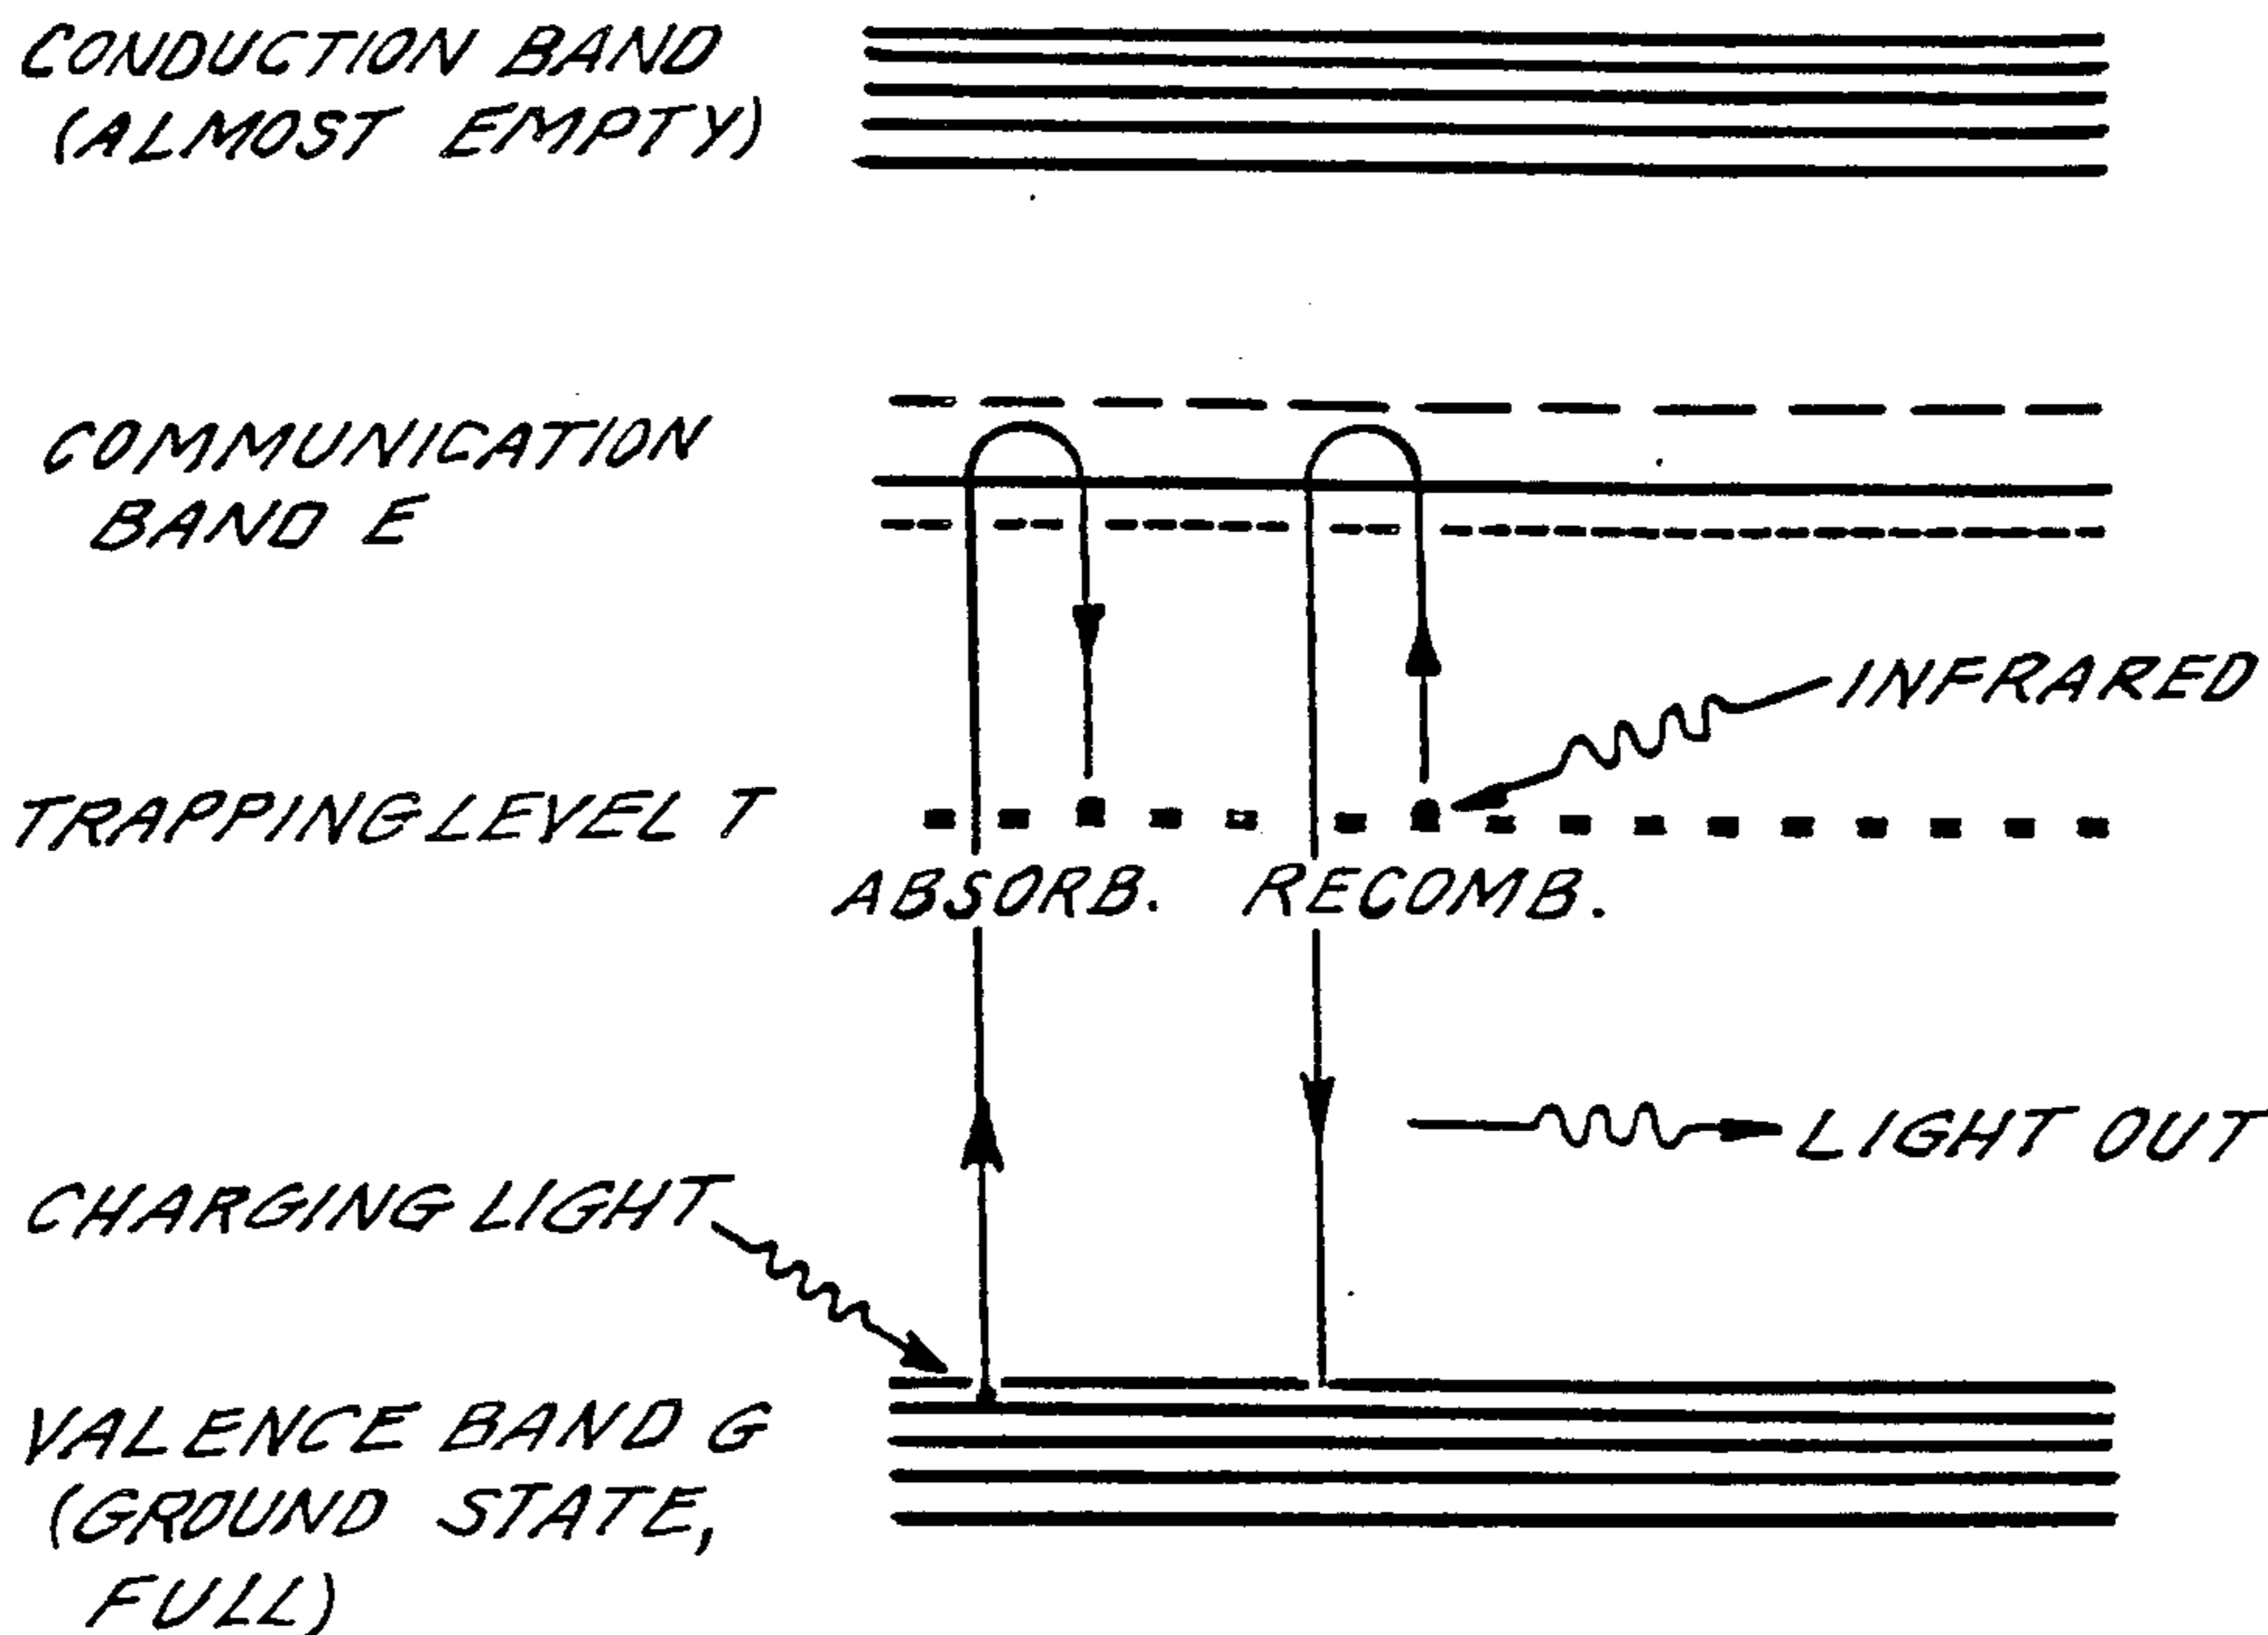 CONDUCTION BAND
(ALMOST EMPTY)
COMMUNICATION
BAND E
INFRARED
TRAPPING LEVEL T
ABSORB. RECOMB.
LIGHT OUT
CHARGING LIGHT
VALENCE BAND G
(GROUND STATE,
FULL)